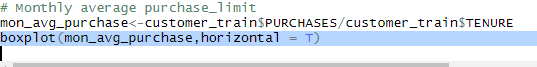 # Monthly average purchase_limit
mon_avg_purchase<-customer_train$PURCHASES/customer_train$TENURE
boxplot(mon_avg_purchase,horizontal = T)